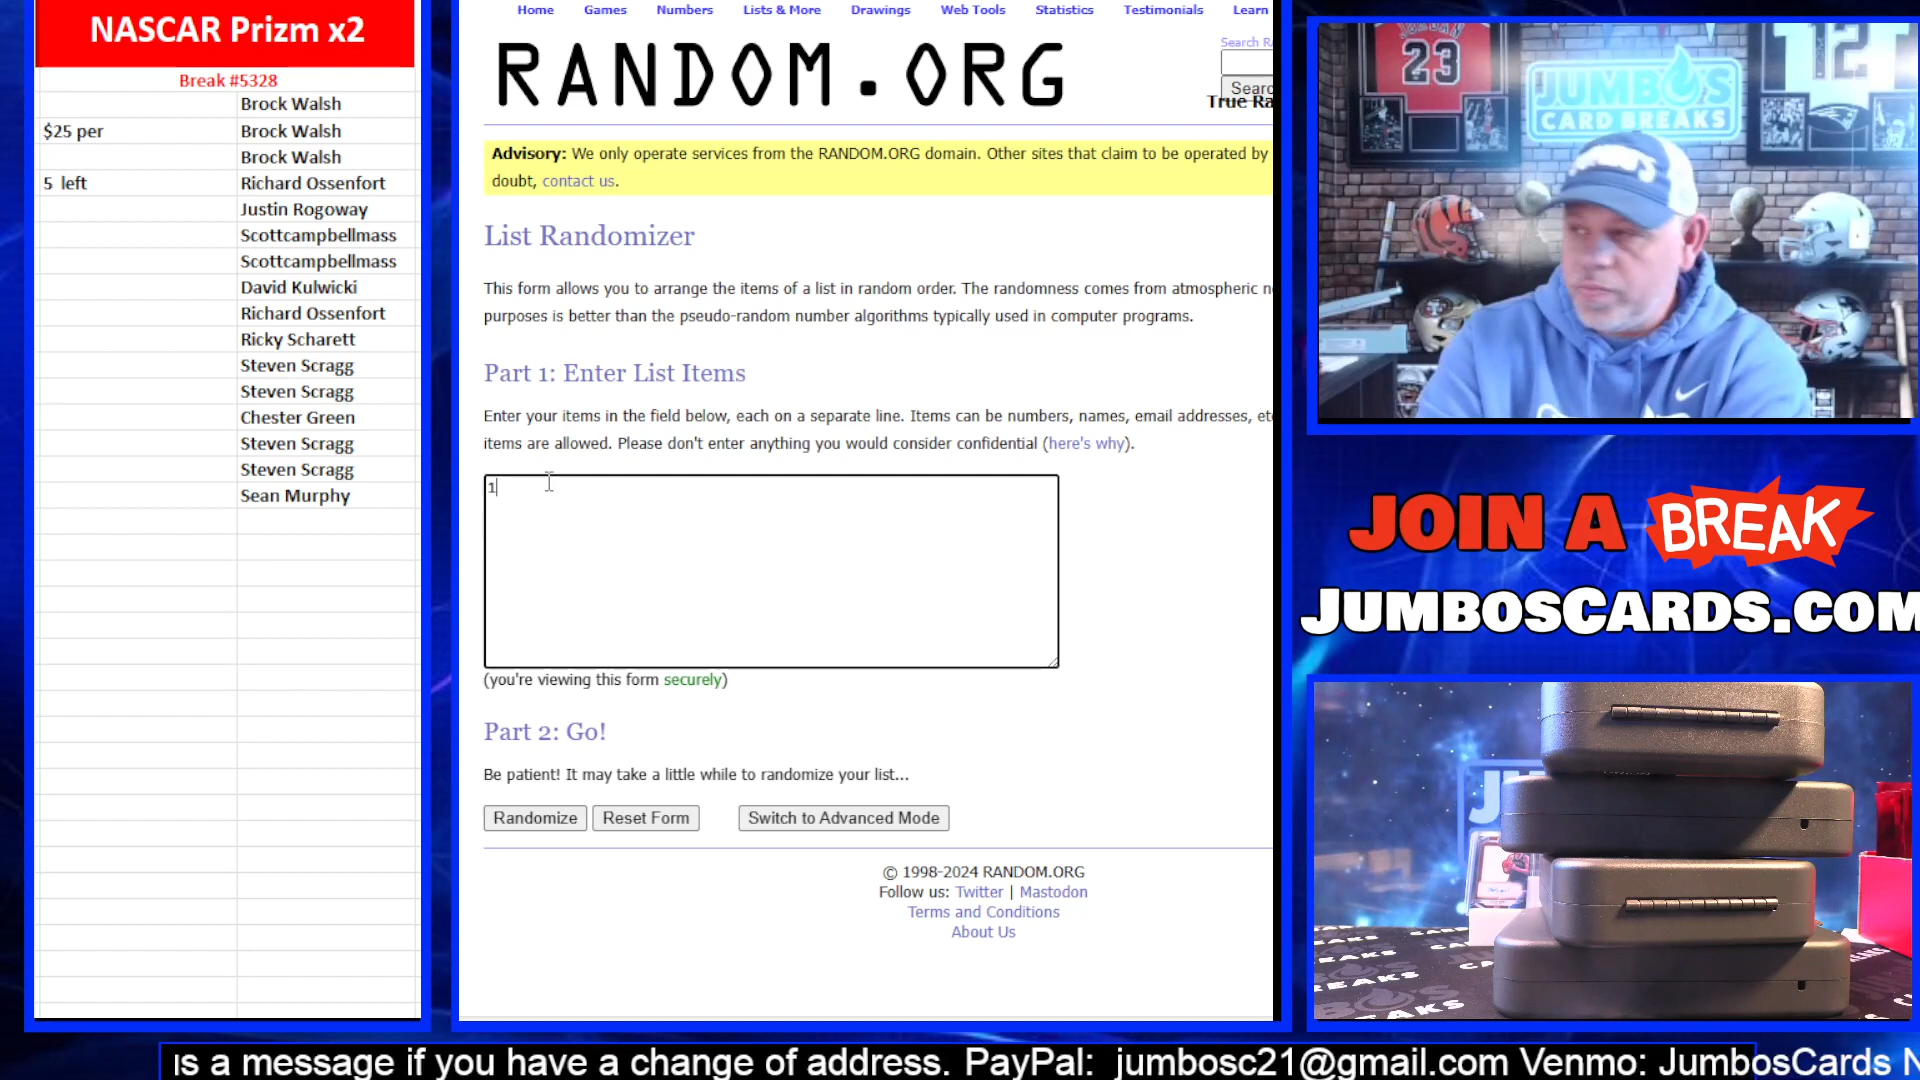 NASCAR Prizm x2
Break #5328
Brock Walsh
$25 per Brock Walsh
Brock Walsh
5 left Richard Ossenfort
Justin Rogoway
Scottcampbellmass
Scottcampbellmass
David Kulwicki
Richard Ossenfort
Ricky Scharett
Steven Scragg
Steven Scragg
Chester Green
Steven Scragg
Steven Scragg
Sean Murphy
Home Games Numbers Lists & More Drawings Web Tools Statistics Testimonials Learn
RANDOM.ORG
Search R
Searc
True Ra
Advisory: We only operate services from the RANDOM.ORG domain. Other sites that claim to be operated by
doubt, contact us.
List Randomizer
This form allows you to arrange the items of a list in random order. The randomness comes from atmospheric n
purposes is better than the pseudo-random number algorithms typically used in computer programs.
Part 1: Enter List Items
Enter your items in the field below, each on a separate line. Items can be numbers, names, email addresses, et
items are allowed. Please don't enter anything you would consider confidential (here's why).
1
(you're viewing this form securely)
Part 2: Go!
Be patient! It may take a little while to randomize your list...
Randomize Reset Form Switch to Advanced Mode
© 1998-2024 RANDOM.ORG
Follow us: Twitter | Mastodon
Terms and Conditions
About Us
JORDAN
23
JUMBO'S
CARD BREAKS
12
JOIN A BREAK
JUMBOSCARDS.COM
is a message if you have a change of address. PayPal: jumbosc21@gmail.com Venmo: JumbosCards N